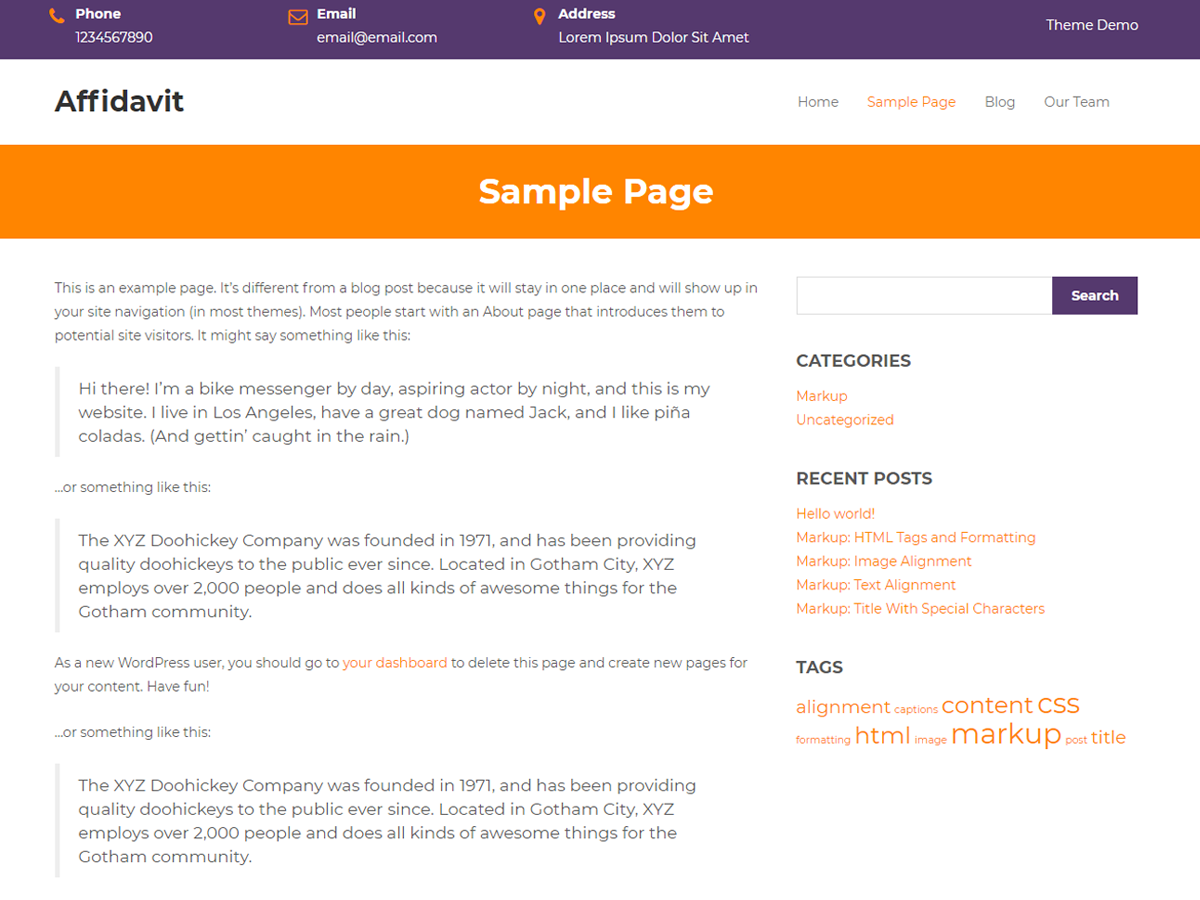 Phone
1234567890
Email
email@email.com
Address
Lorem Ipsum Dolor Sit Amet
Theme Demo
Affidavit
Home
Sample Page
Blog
Our Team
Sample Page
This is an example page. It’s different from a blog post because it will stay in one place and will show up in
your site navigation (in most themes). Most people start with an About page that introduces them to
potential site visitors. It might say something like this:
Hi there! I’m a bike messenger by day, aspiring actor by night, and this is my
website. I live in Los Angeles, have a great dog named Jack, and I like piña
coladas. (And gettin’ caught in the rain.)
...or something like this:
The XYZ Doohickey Company was founded in 1971, and has been providing
quality doohickeys to the public ever since. Located in Gotham City, XYZ
employs over 2,000 people and does all kinds of awesome things for the
Gotham community.
As a new WordPress user, you should go to your dashboard to delete this page and create new pages for
your content. Have fun!
...or something like this:
The XYZ Doohickey Company was founded in 1971, and has been providing
quality doohickeys to the public ever since. Located in Gotham City, XYZ
employs over 2,000 people and does all kinds of awesome things for the
Gotham community.
Search
CATEGORIES
Markup
Uncategorized
RECENT POSTS
Hello world!
Markup: HTML Tags and Formatting
Markup: Image Alignment
Markup: Text Alignment
Markup: Title With Special Characters
TAGS
alignment captions content css
formatting html image markup post title